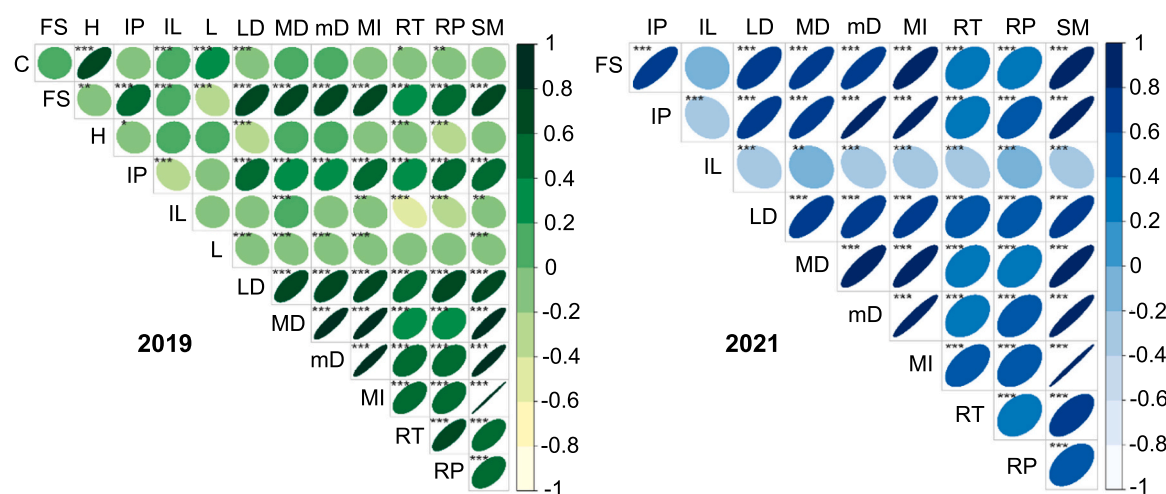 FS H IP IL L LD MD mD MI RT RP SM
C *** *** *** *** * **
FS ** *** *** *** *** *** *** *** *** *** ***
H * *** *** ***
IP *** *** *** *** *** *** *** ***
IL *** ** *** *** **
L *** *** *** *** ***
LD *** *** *** *** *** ***
MD *** *** *** *** ***
mD *** *** *** ***
MI *** *** ***
RT *** ***
RP ***
2019
1
0.8
0.6
0.4
0.2
0
-0.2
-0.4
-0.6
-0.8
-1
IP IL LD MD mD MI RT RP SM
FS *** *** *** *** *** *** *** ***
IP *** *** *** *** *** *** *** ***
IL *** ** *** *** *** *** ***
LD *** *** *** *** *** ***
MD *** *** *** *** ***
mD *** *** *** ***
MI *** *** ***
RT *** ***
RP ***
2021
1
0.8
0.6
0.4
0.2
0
-0.2
-0.4
-0.6
-0.8
-1